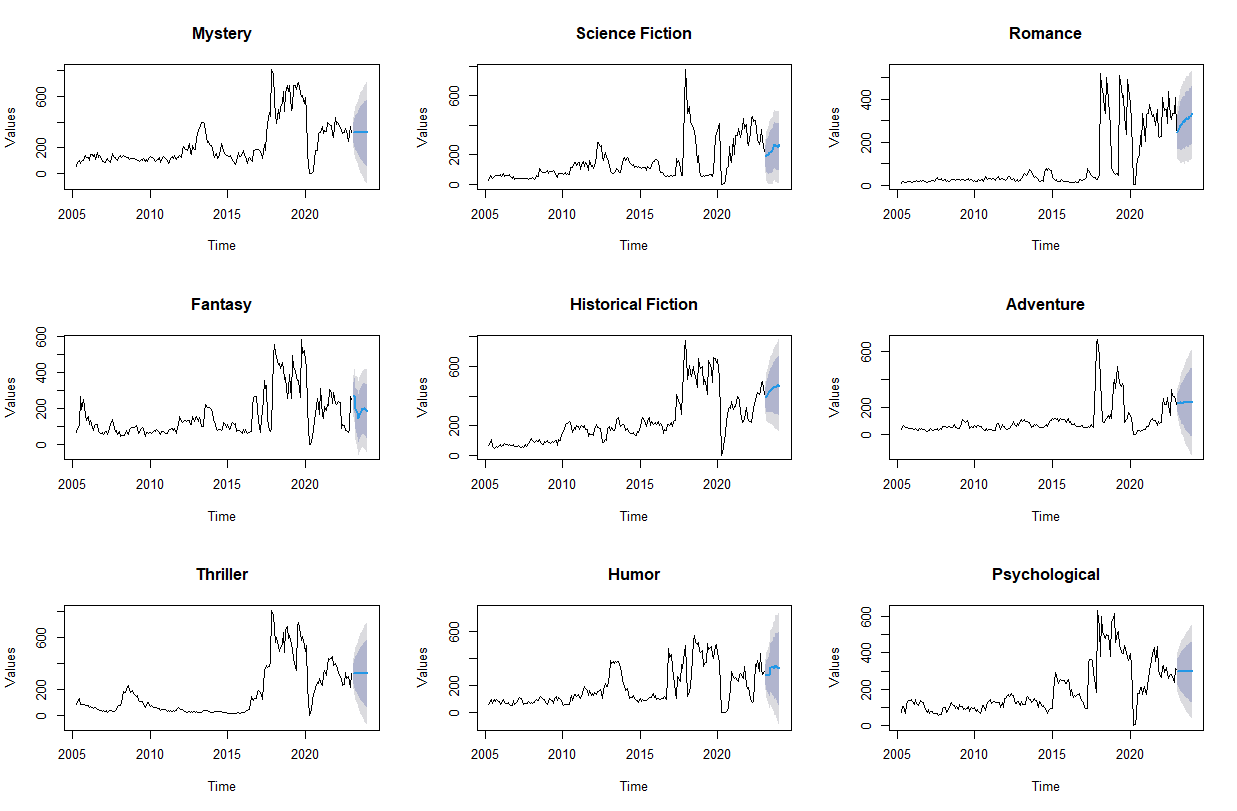 Mystery
Values
0 200 600
2005 2010 2015 2020
Time
Science Fiction
Values
0 200 600
2005 2010 2015 2020
Time
Romance
Values
0 200 400
2005 2010 2015 2020
Time
Fantasy
Values
0 200 400 600
2005 2010 2015 2020
Time
Historical Fiction
Values
0 200 600
2005 2010 2015 2020
Time
Adventure
Values
0 200 600
2005 2010 2015 2020
Time
Thriller
Values
0 200 600
2005 2010 2015 2020
Time
Humor
Values
0 200 600
2005 2010 2015 2020
Time
Psychological
Values
0 200 400 600
2005 2010 2015 2020
Time